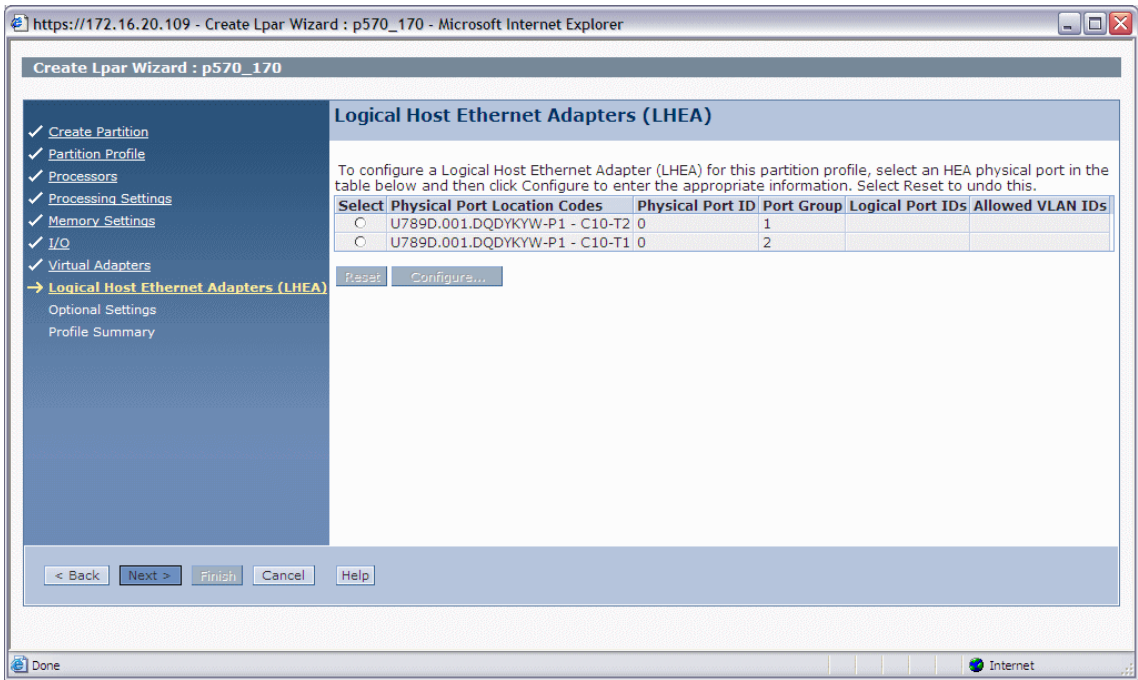 https://172.16.20.109 - Create Lpar Wizard : p570_170 - Microsoft Internet Explorer
Create Lpar Wizard : p570_170
Create Partition
Partition Profile
Processors
Processing Settings
Memory Settings
I/O
Virtual Adapters
Logical Host Ethernet Adapters (LHEA)
Optional Settings
Profile Summary
Logical Host Ethernet Adapters (LHEA)
To configure a Logical Host Ethernet Adapter (LHEA) for this partition profile, select an HEA physical port in the
table below and then click Configure to enter the appropriate information. Select Reset to undo this.
Select Physical Port Location Codes Physical Port ID Port Group Logical Port IDs Allowed VLAN IDs
U789D.001.DQDYKYW-P1 - C10-T2 0 1
U789D.001.DQDYKYW-P1 - C10-T1 0 2
Reset Configure...
< Back Next > Finish Cancel Help
Done Internet